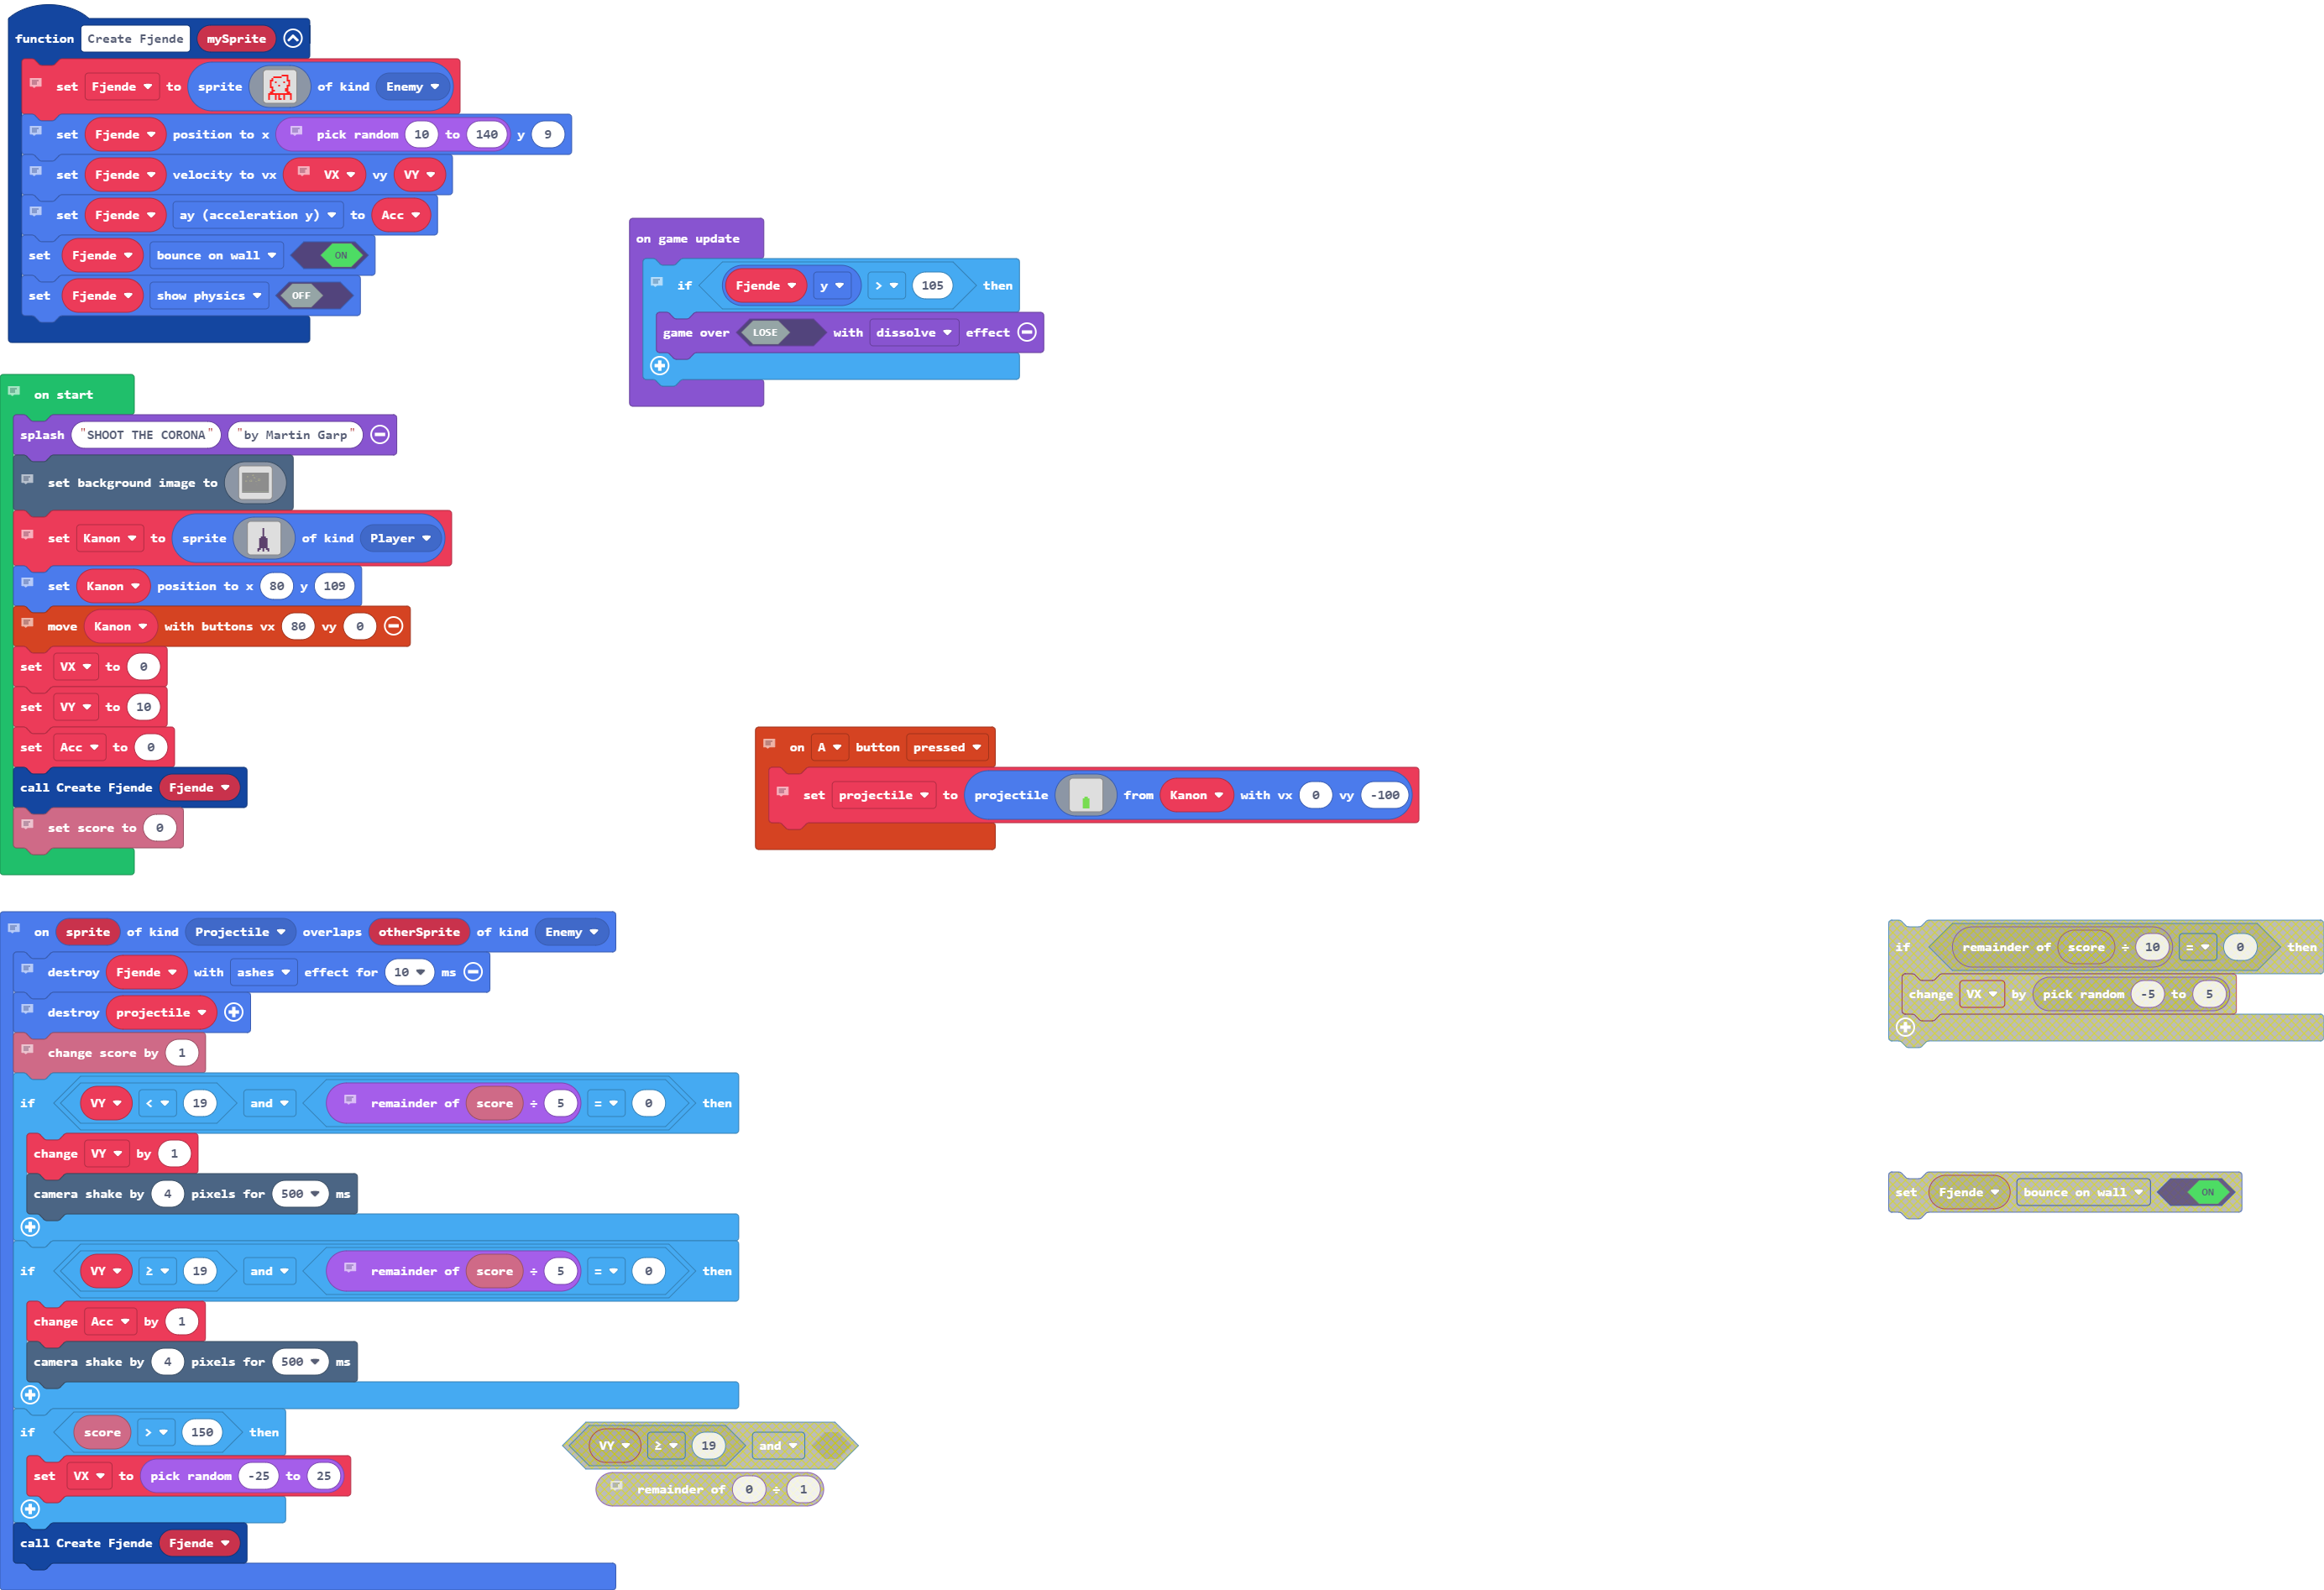 function Create Fjende mySprite
set Fjende to sprite of kind Enemy
set Fjende position to x pick random 10 to 140 y 9
set Fjende velocity to vx VX vy VY
set Fjende ay (acceleration y) to Acc
set Fjende bounce on wall ON
set Fjende show physics OFF
on game update
if Fjende y > 105 then
game over LOSE with dissolve effect
on start
splash "SHOOT THE CORONA" "by Martin Garp"
set background image to
set Kanon to sprite of kind Player
set Kanon position to x 80 y 109
move Kanon with buttons vx 80 vy 0
set VX to 0
set VY to 10
set Acc to 0
call Create Fjende Fjende
set score to 0
on A button pressed
set projectile to projectile from Kanon with vx 0 vy -100
on sprite of kind Projectile overlaps otherSprite of kind Enemy
destroy Fjende with ashes effect for 10 ms
destroy projectile
change score by 1
if VY < 19 and remainder of score ÷ 5 = 0 then
change VY by 1
camera shake by 4 pixels for 500 ms
if VY ≥ 19 and remainder of score ÷ 5 = 0 then
change Acc by 1
camera shake by 4 pixels for 500 ms
if score > 150 then
set VX to pick random -25 to 25
call Create Fjende Fjende
VY ≥ 19 and
remainder of 0 ÷ 1
if remainder of score ÷ 10 = 0 then
change VX by pick random -5 to 5
set Fjende bounce on wall ON